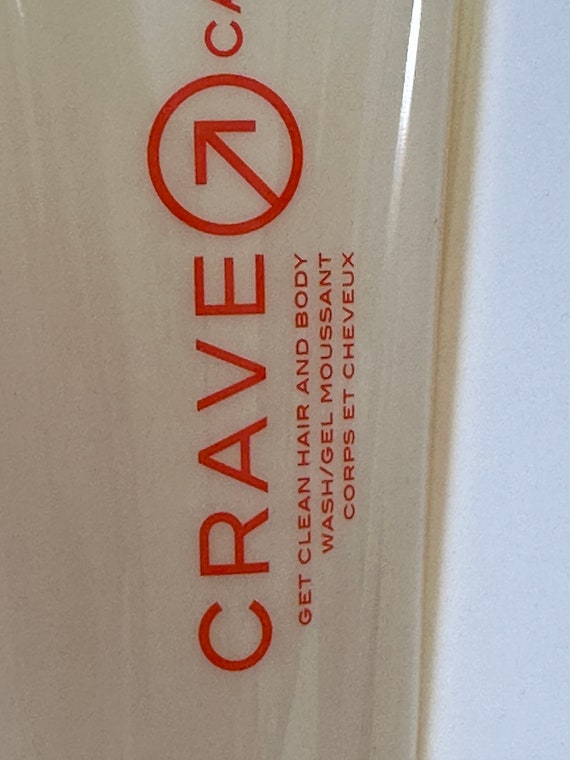 CRAVE
GET CLEAN HAIR AND BODY
WASH/GEL MOUSSANT
CORPS ET CHEVEUX